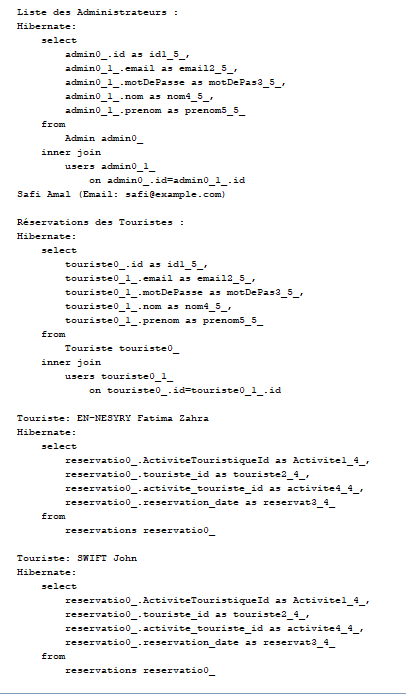 Liste des Administrateurs :
Hibernate:
    select
        admin0_.id as id1_5_,
        admin0_1_.email as email2_5_,
        admin0_1_.motDePasse as motDePas3_5_,
        admin0_1_.nom as nom4_5_,
        admin0_1_.prenom as prenom5_5_
    from
        Admin admin0_
    inner join
        users admin0_1_
            on admin0_.id=admin0_1_.id
Safi Amal (Email: safi@example.com)

Réservations des Touristes :
Hibernate:
    select
        touriste0_.id as id1_5_,
        touriste0_1_.email as email2_5_,
        touriste0_1_.motDePasse as motDePas3_5_,
        touriste0_1_.nom as nom4_5_,
        touriste0_1_.prenom as prenom5_5_
    from
        Touriste touriste0_
    inner join
        users touriste0_1_
            on touriste0_.id=touriste0_1_.id

Touriste: EN-NESYRY Fatima Zahra
Hibernate:
    select
        reservatio0_.ActiviteTouristiqueId as Activite1_4_,
        reservatio0_.touriste_id as touriste2_4_,
        reservatio0_.activite_touriste_id as activite4_4_,
        reservatio0_.reservation_date as reservat3_4_
    from
        reservations reservatio0_

Touriste: SWIFT John
Hibernate:
    select
        reservatio0_.ActiviteTouristiqueId as Activite1_4_,
        reservatio0_.touriste_id as touriste2_4_,
        reservatio0_.activite_touriste_id as activite4_4_,
        reservatio0_.reservation_date as reservat3_4_
    from
        reservations reservatio0_